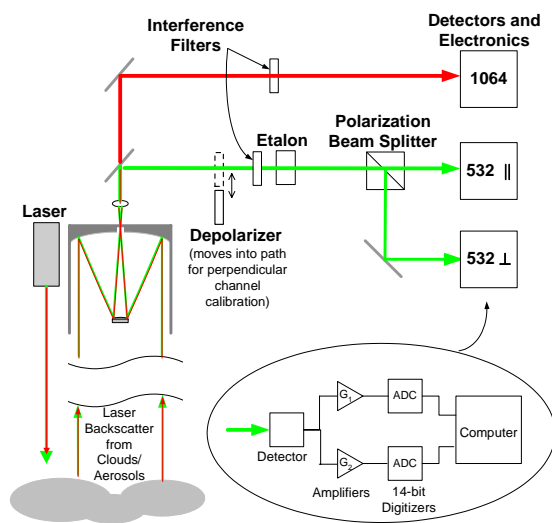 Interference
Filters
Detectors and
Electronics
1064
Polarization
Beam Splitter
Etalon
532 ||
Laser
Depolarizer
(moves into path
for perpendicular
channel
calibration)
532 ⊥
Laser
Backscatter
from
Clouds/
Aerosols
G1
ADC
Computer
Detector
G2
ADC
Amplifiers
14-bit
Digitizers